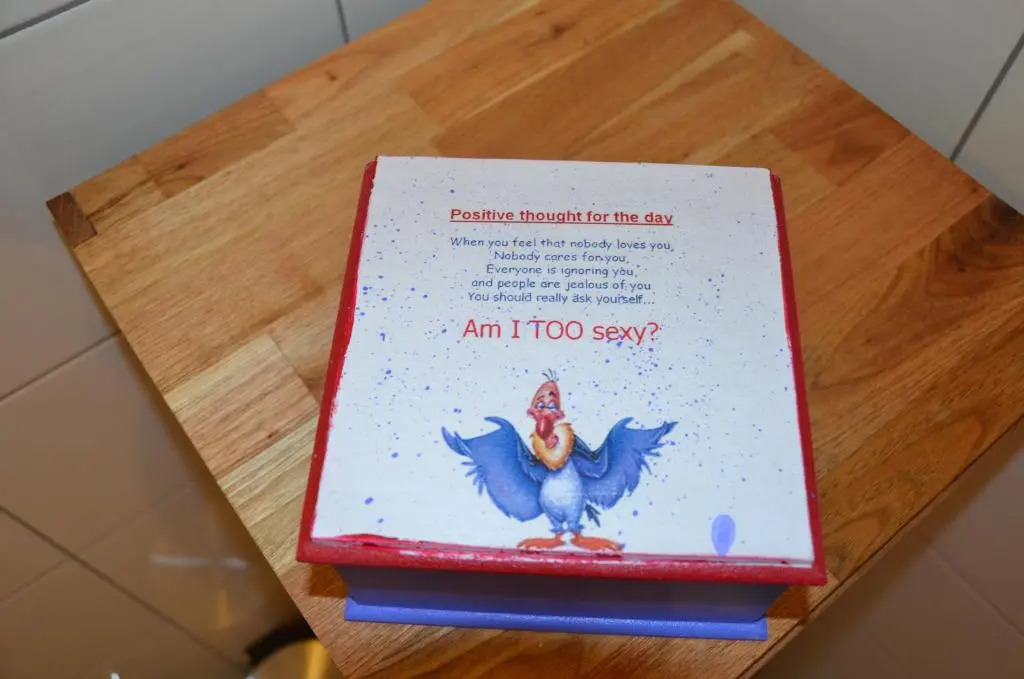 Positive thought for the day
When you feel that nobody loves you,
Nobody cares for you,
Everyone is ignoring you,
and people are jealous of you
You should really ask yourself...
Am I TOO sexy?